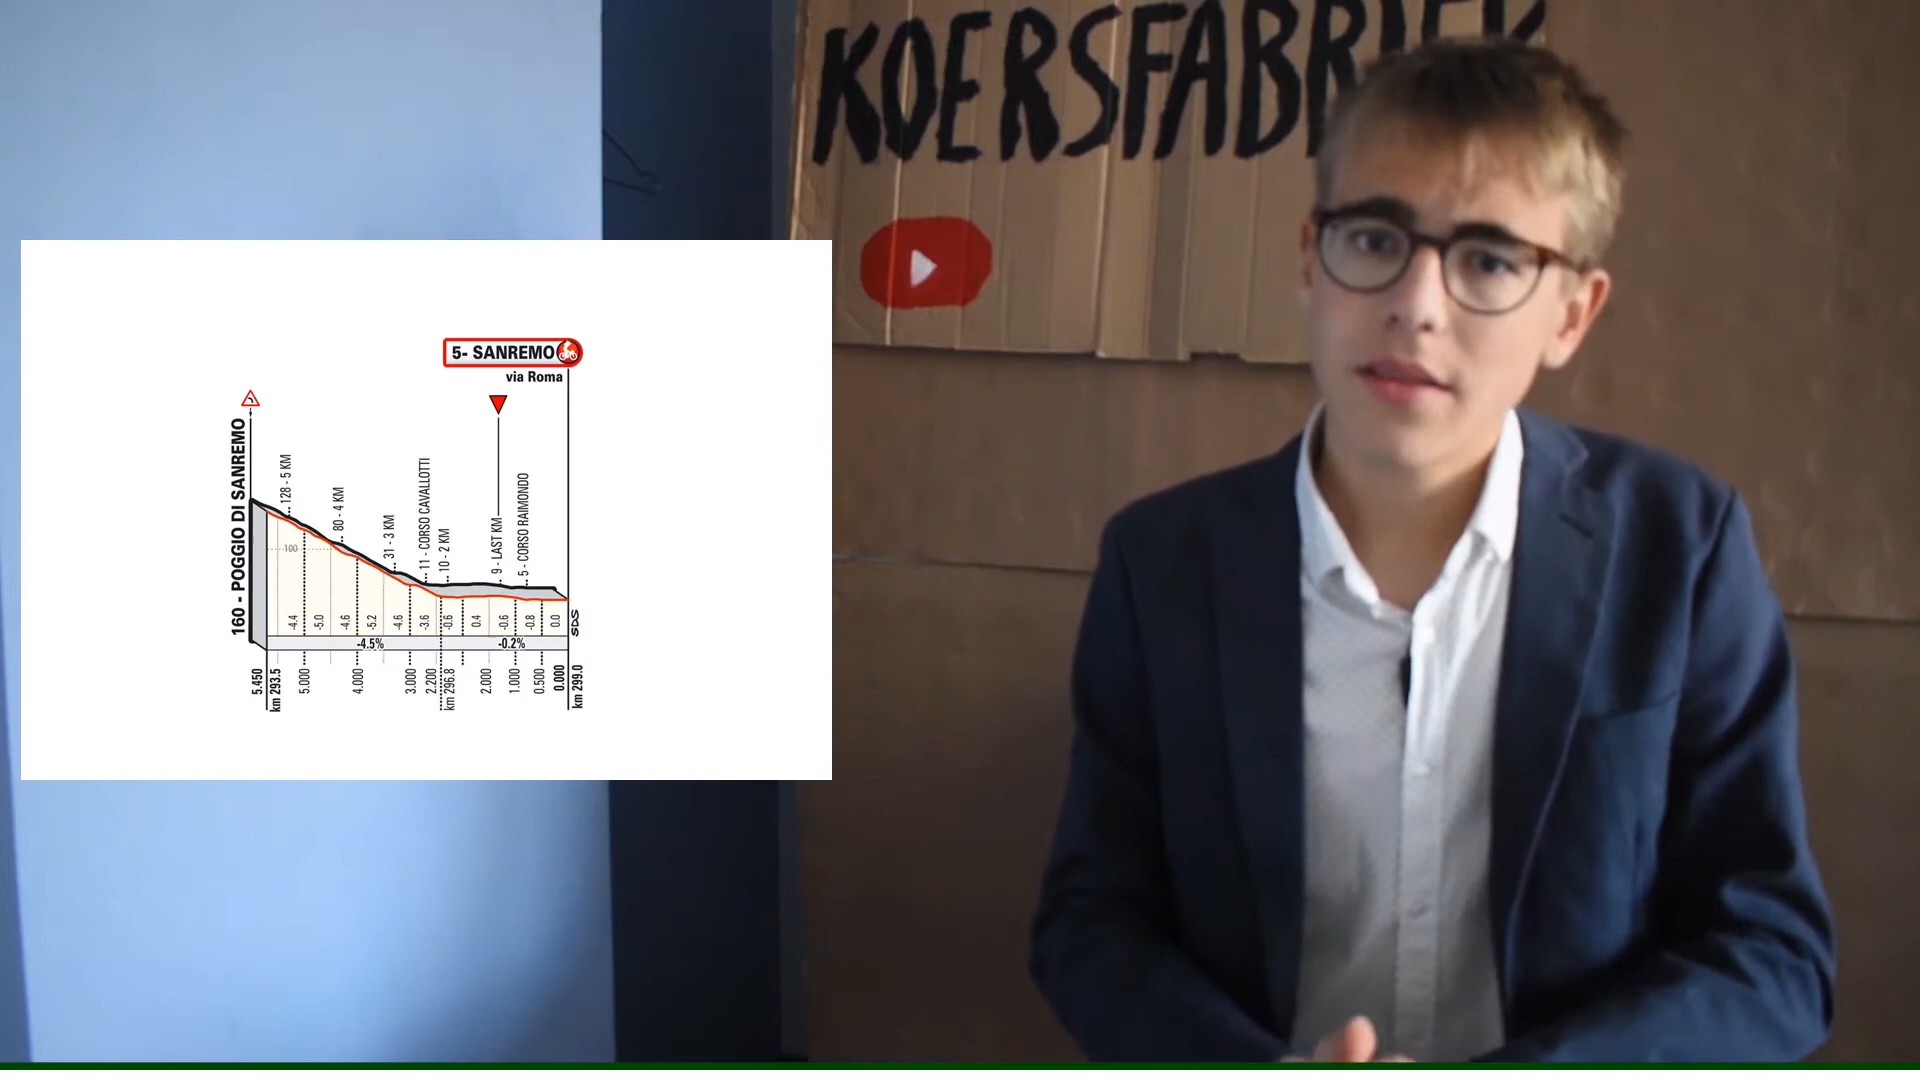 KOERSFABRIEK
5- SANREMO
via Roma
160 - POGGIO DI SANREMO
128 - 5 KM
80 - 4 KM
31 - 3 KM
11 - CORSO CAVALLOTTI
10 - 2 KM
9 - LAST KM
5 - CORSO RAIMONDO
100
-4.4
-5.0
-4.6
-5.2
-4.6
-3.6
-0.6
0.4
-0.6
-0.8
0.0
SDS
-4.5%
-0.2%
5.450
km 293.5
5.000
4.000
3.000
2.200
km 296.8
2.000
1.000
0.500
0.000
km 299.0